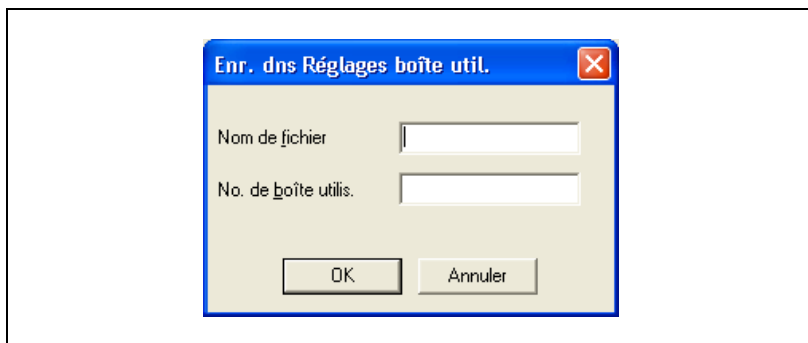 Enr. dns Réglages boîte util.
Nom de fichier
No. de boîte utilis.
OK Annuler